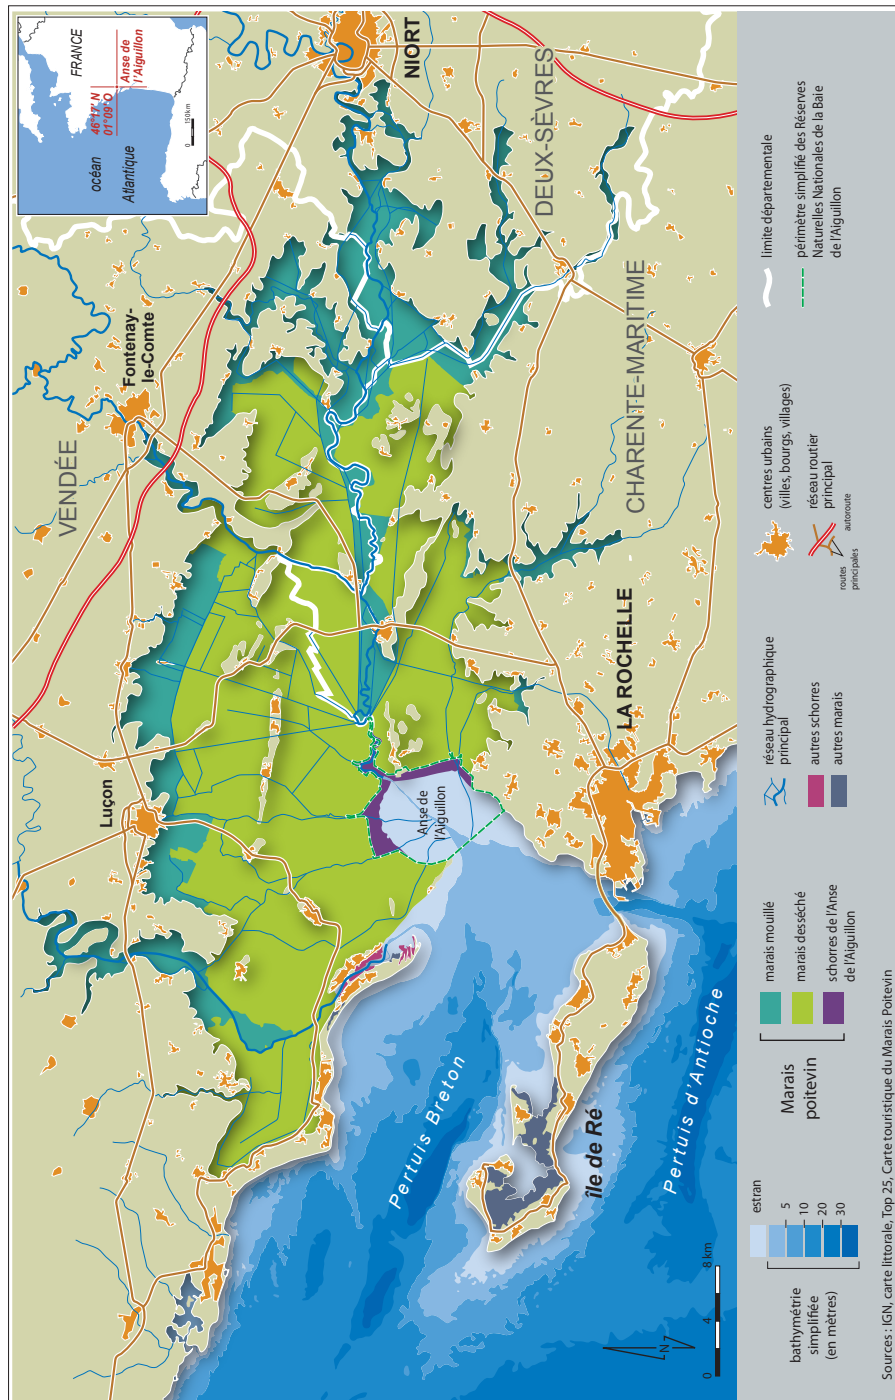 FRANCE
océan
Atlantique
46°17' N
01°09' O
Anse de
l'Aiguillon
0
150km
VENDÉE
Fontenay-
le-Comte
NIORT
DEUX-SÈVRES
Luçon
Anse de
l'Aiguillon
CHARENTE-MARITIME
LA ROCHELLE
Pertuis Breton
île de Ré
Pertuis d'Antioche
N
0
4
8 km
bathymétrie
simplifiée
(en mètres)
estran
5
10
20
30
Marais
poitevin
marais mouillé
marais desséché
schorres de l'Anse
de l'Aiguillon
réseau hydrographique
principal
autres schorres
autres marais
centres urbains
(villes, bourgs, villages)
réseau routier
principal
routes
principales
autoroute
limite départementale
périmètre simplifié des Réserves
Naturelles Nationales de la Baie
de l'Aiguillon
Sources : IGN, carte littorale, Top 25, Carte touristique du Marais Poitevin